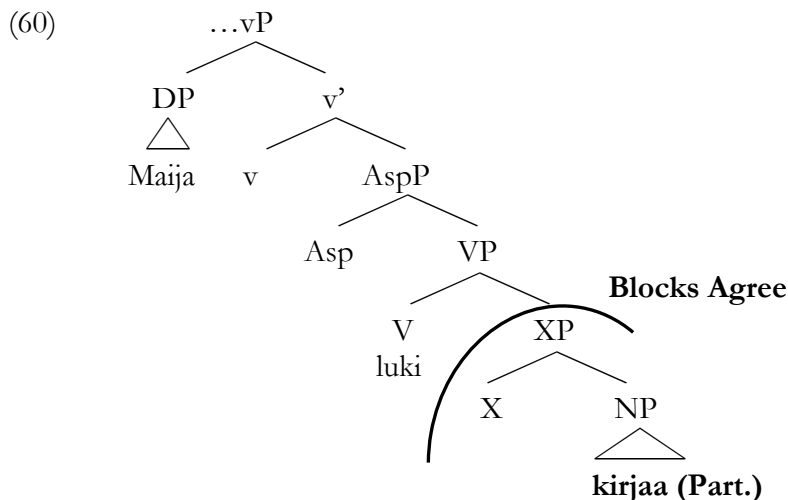 (60)
…vP
DP v’
Maija v AspP
Asp VP
Blocks Agree
V XP
luki
X NP
kirjaa (Part.)